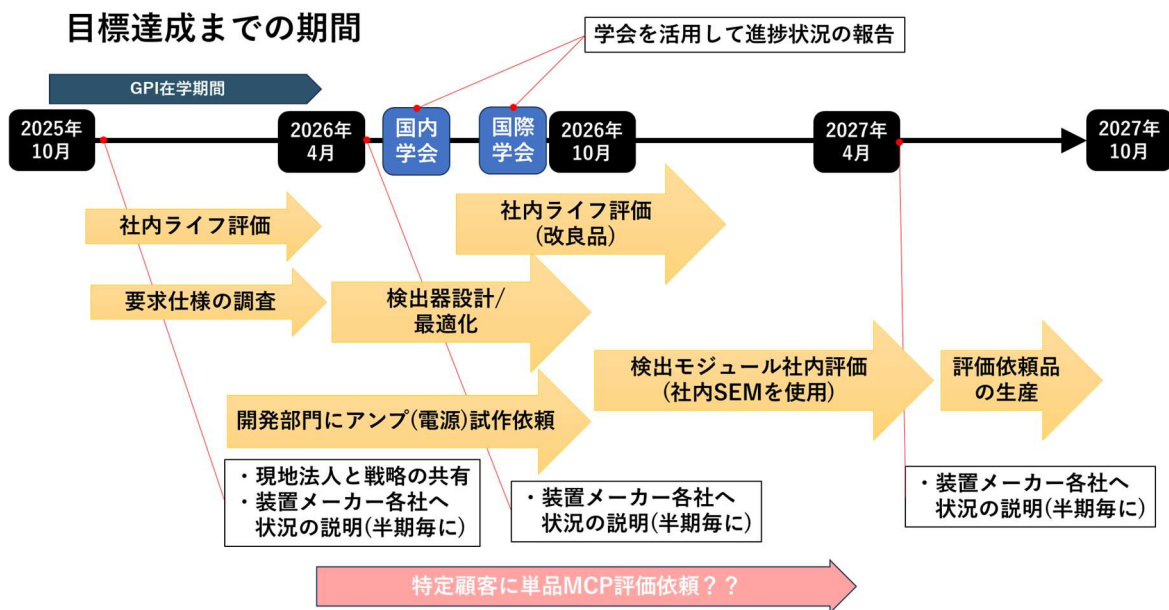 目標達成までの期間
学会を活用して進捗状況の報告
GPI在学期間
2025年
10月
2026年
4月
国内
学会
国際
学会
2026年
10月
2027年
4月
2027年
10月
社内ライフ評価
社内ライフ評価
(改良品)
要求仕様の調査
検出器設計/
最適化
検出モジュール社内評価
(社内SEMを使用)
評価依頼品
の生産
開発部門にアンプ(電源)試作依頼
・現地法人と戦略の共有
・装置メーカー各社へ
状況の説明(半期毎に)
・装置メーカー各社へ
状況の説明(半期毎に)
・装置メーカー各社へ
状況の説明(半期毎に)
特定顧客に単品MCP評価依頼？？